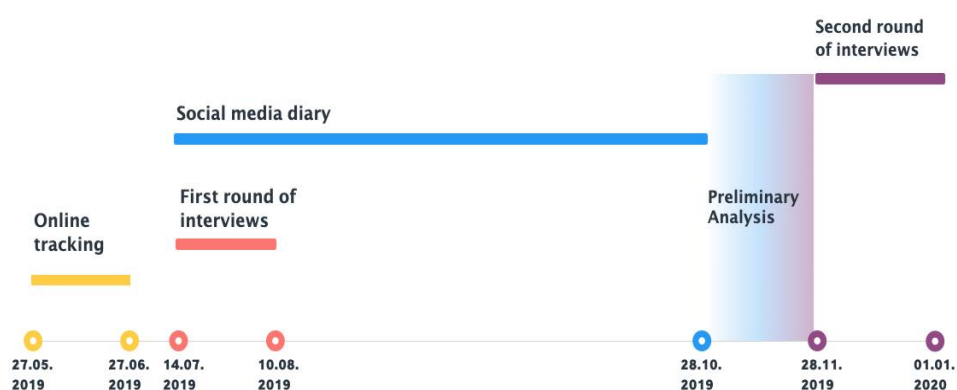 Second round
of interviews
Social media diary
First round of
interviews
Preliminary
Analysis
Online
tracking
27.05.
2019
27.06.
2019
14.07.
2019
10.08.
2019
28.10.
2019
28.11.
2019
01.01.
2020